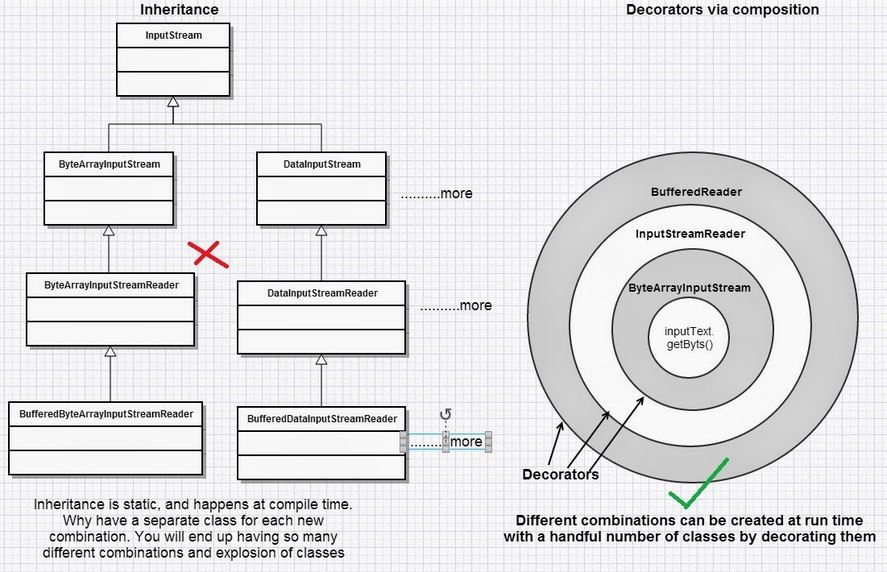 Inheritance
Decorators via composition
InputStream
ByteArrayInputStream
DataInputStream
..........more
ByteArrayInputStreamReader
DataInputStreamReader
..........more
BufferedByteArrayInputStreamReader
BufferedDataInputStreamReader
........more
Inheritance is static, and happens at compile time.
Why have a separate class for each new
combination. You will end up having so many
different combinations and explosion of classes
BufferedReader
InputStreamReader
ByteArrayInputStream
inputText.
getByts()
Decorators
Different combinations can be created at run time
with a handful number of classes by decorating them